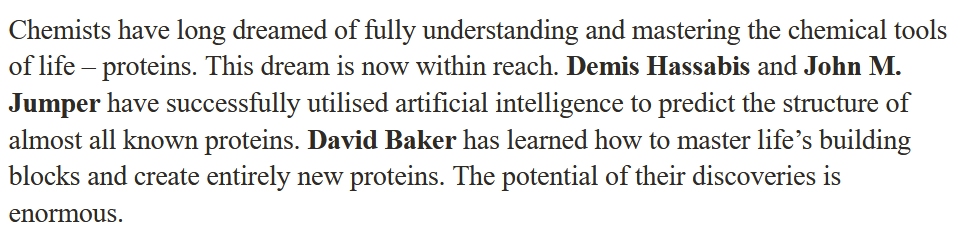 Chemists have long dreamed of fully understanding and mastering the chemical tools
of life – proteins. This dream is now within reach. Demis Hassabis and John M.
Jumper have successfully utilised artificial intelligence to predict the structure of
almost all known proteins. David Baker has learned how to master life’s building
blocks and create entirely new proteins. The potential of their discoveries is
enormous.